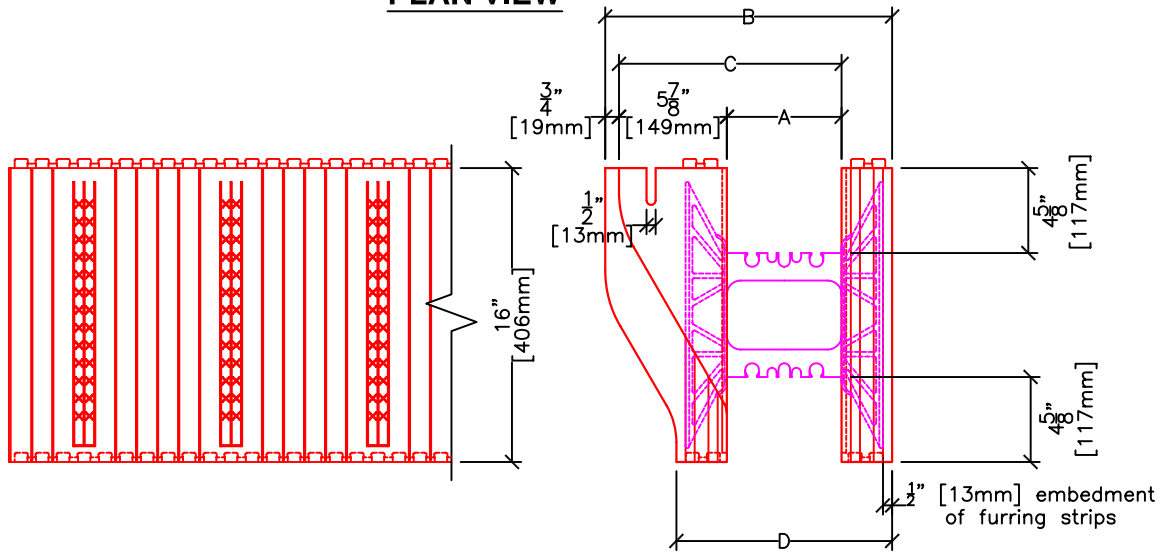 PLAN VIEW
B
C
3/4" 5 7/8" A
[19mm] [149mm]
1/2"
[13mm]
4 5/8"
[117mm]
16"
[406mm]
4 5/8"
[117mm]
1/2" [13mm] embedment
of furring strips
D